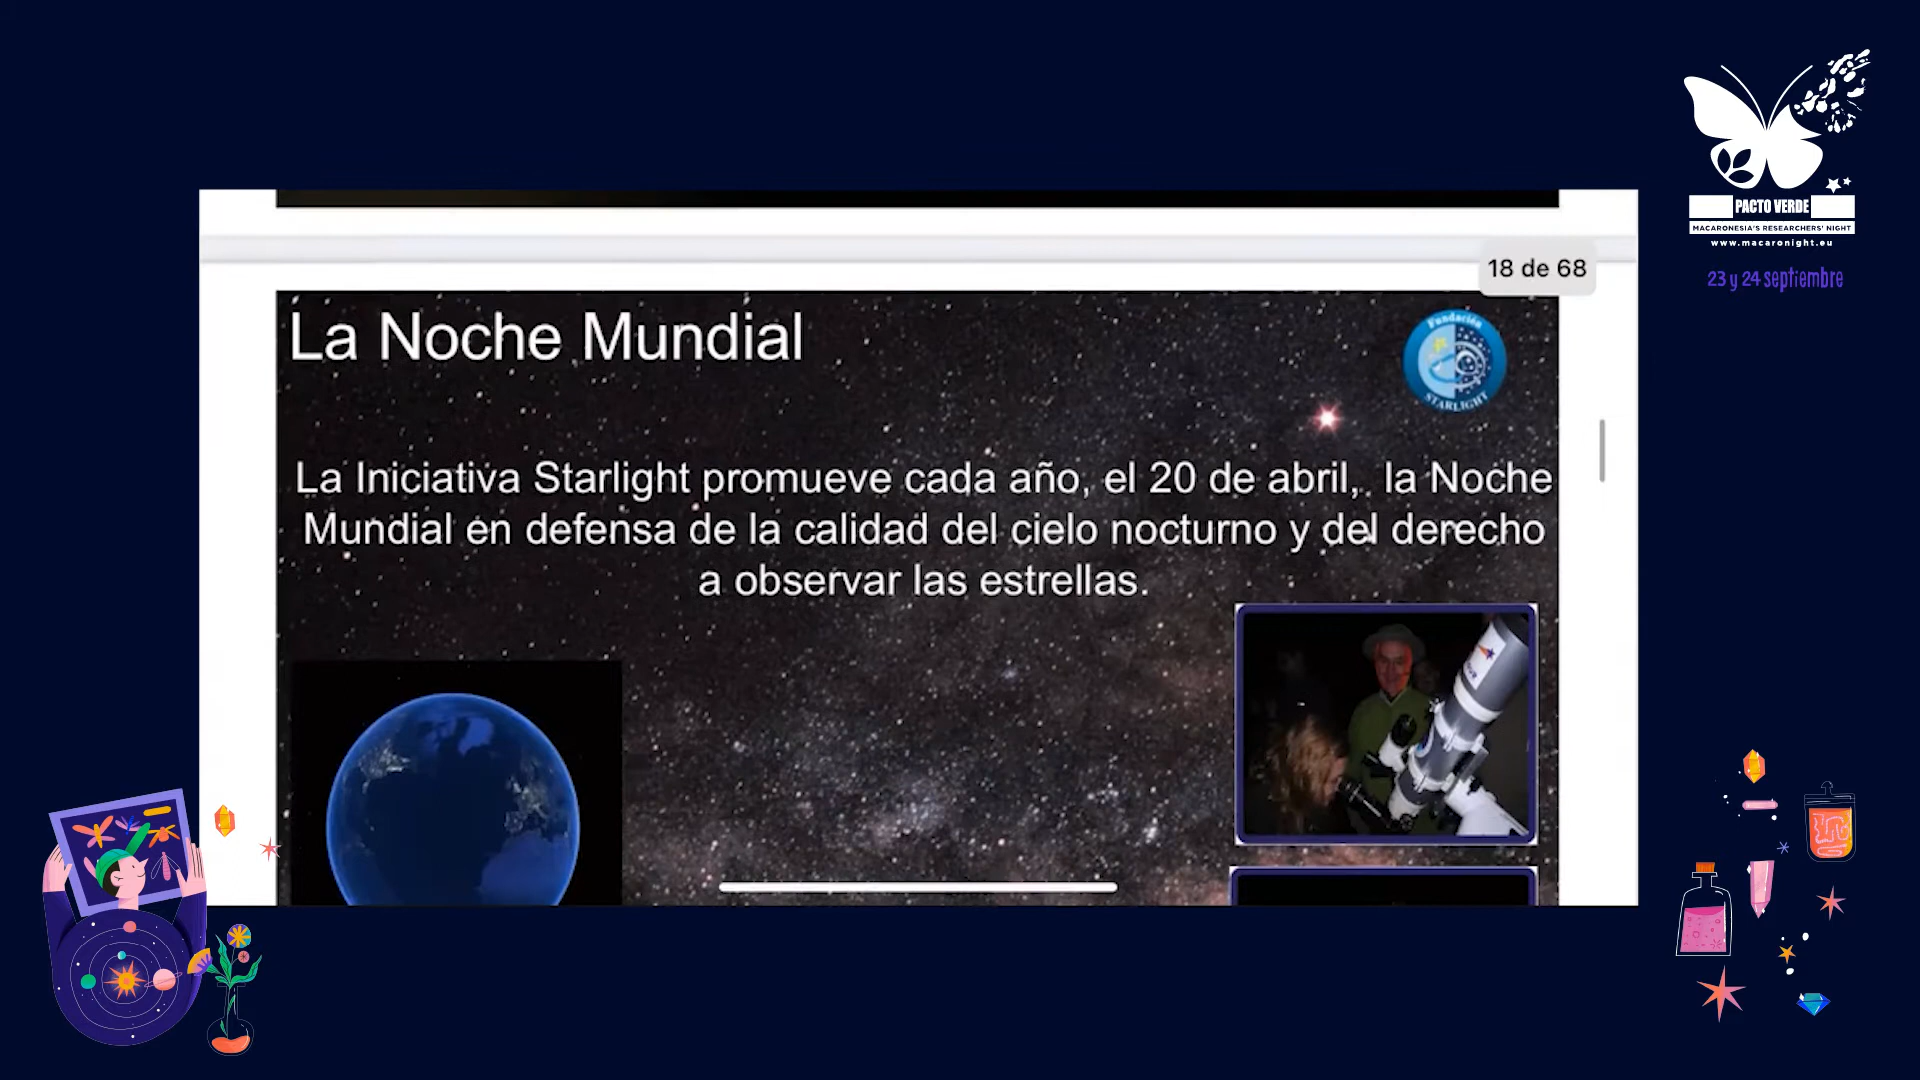 PACTO VERDE
MACARONESIA'S RESEARCHERS' NIGHT
www.macaronight.eu
23 y 24 septiembre
18 de 68
La Noche Mundial
Fundación
STARLIGHT
La Iniciativa Starlight promueve cada año, el 20 de abril,. la Noche
Mundial en defensa de la calidad del cielo nocturno y del derecho
a observar las estrellas.